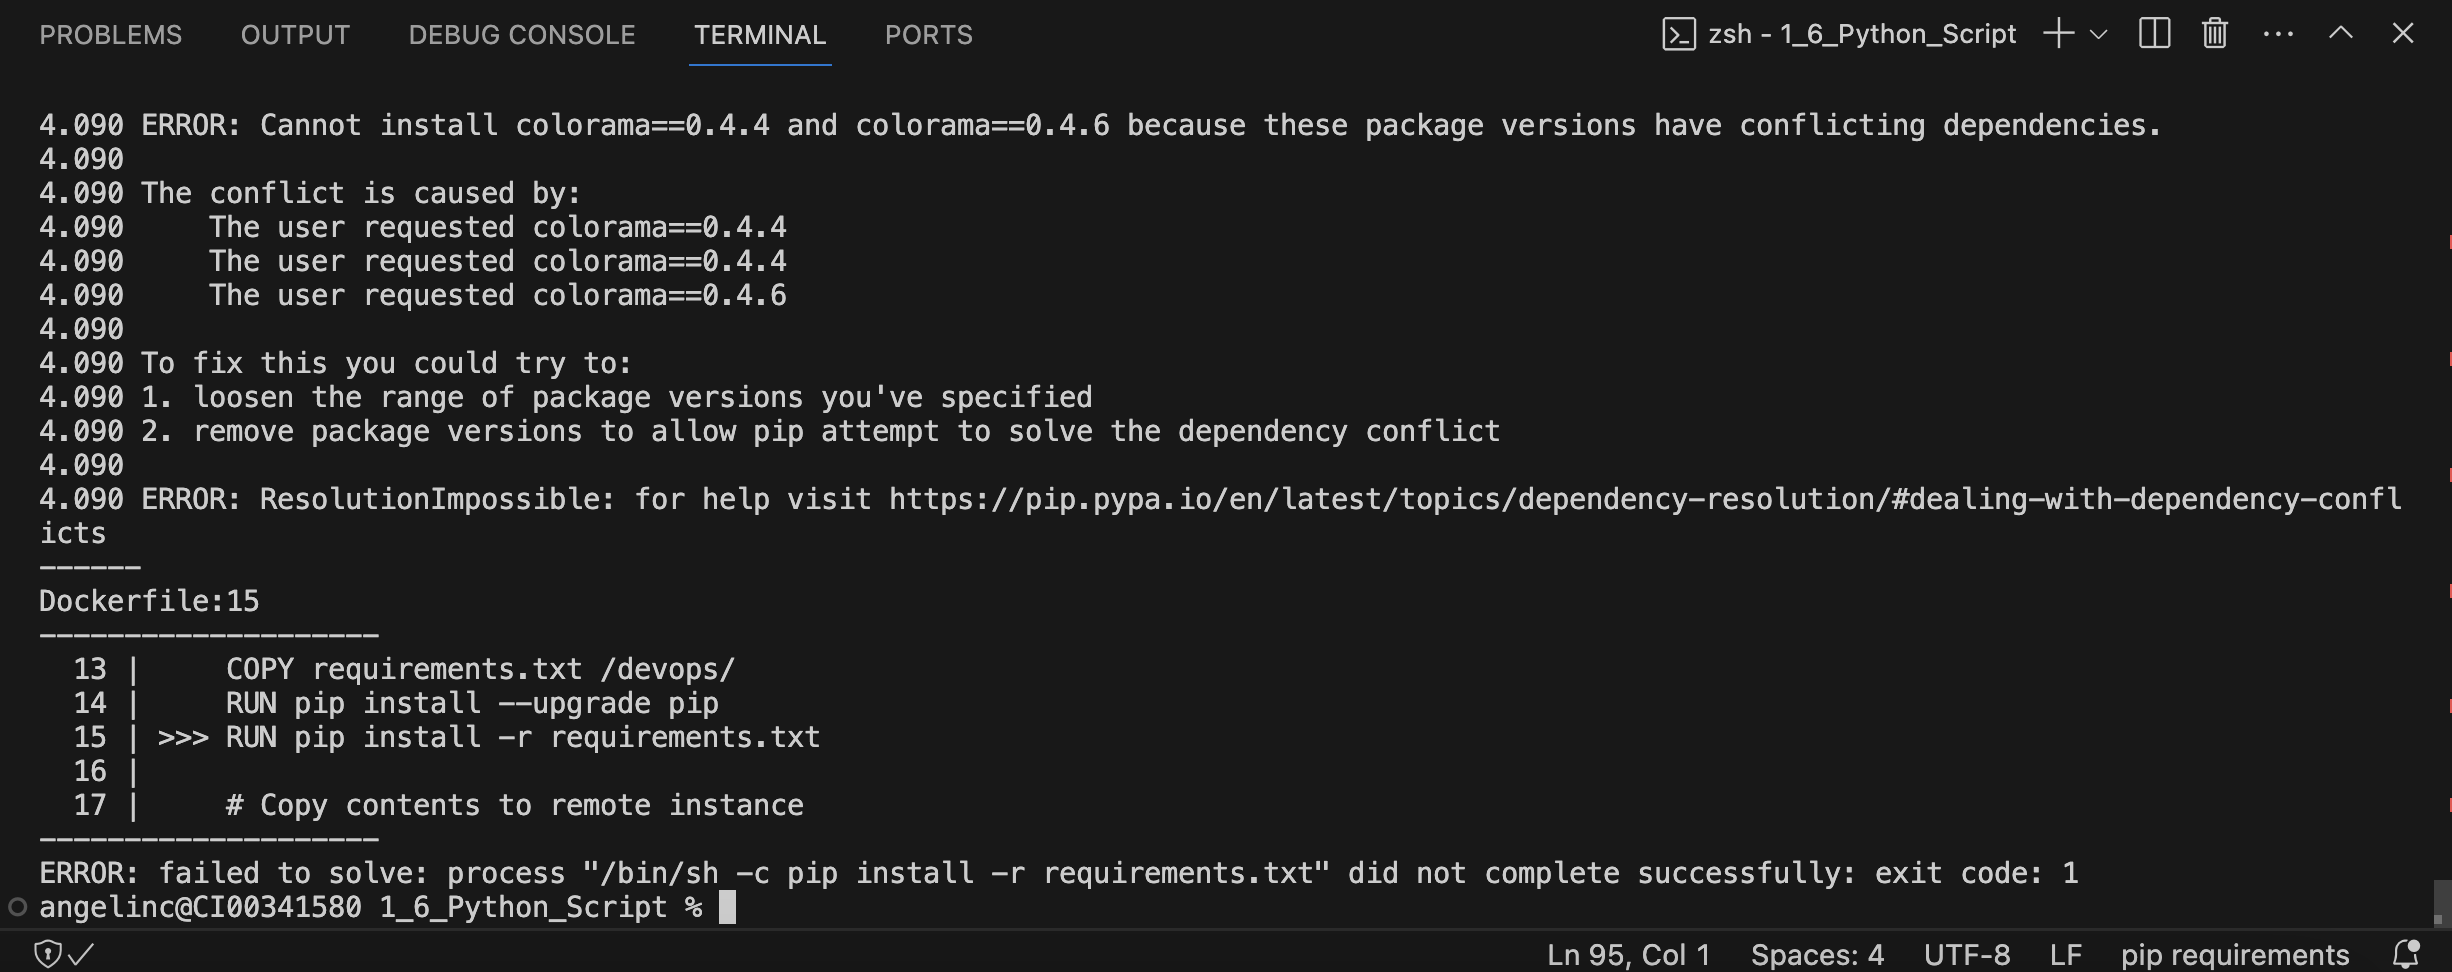 PROBLEMS OUTPUT DEBUG CONSOLE TERMINAL PORTS zsh - 1_6_Python_Script
4.090 ERROR: Cannot install colorama==0.4.4 and colorama==0.4.6 because these package versions have conflicting dependencies.
4.090
4.090 The conflict is caused by:
4.090     The user requested colorama==0.4.4
4.090     The user requested colorama==0.4.4
4.090     The user requested colorama==0.4.6
4.090
4.090 To fix this you could try to:
4.090 1. loosen the range of package versions you've specified
4.090 2. remove package versions to allow pip attempt to solve the dependency conflict
4.090
4.090 ERROR: ResolutionImpossible: for help visit https://pip.pypa.io/en/latest/topics/dependency-resolution/#dealing-with-dependency-confl
icts
------
Dockerfile:15
--------------------
  13 |     COPY requirements.txt /devops/
  14 |     RUN pip install --upgrade pip
  15 | >>> RUN pip install -r requirements.txt
  16 |
  17 |     # Copy contents to remote instance
--------------------
ERROR: failed to solve: process "/bin/sh -c pip install -r requirements.txt" did not complete successfully: exit code: 1
angelinc@CI00341580 1_6_Python_Script %
Ln 95, Col 1 Spaces: 4 UTF-8 LF pip requirements